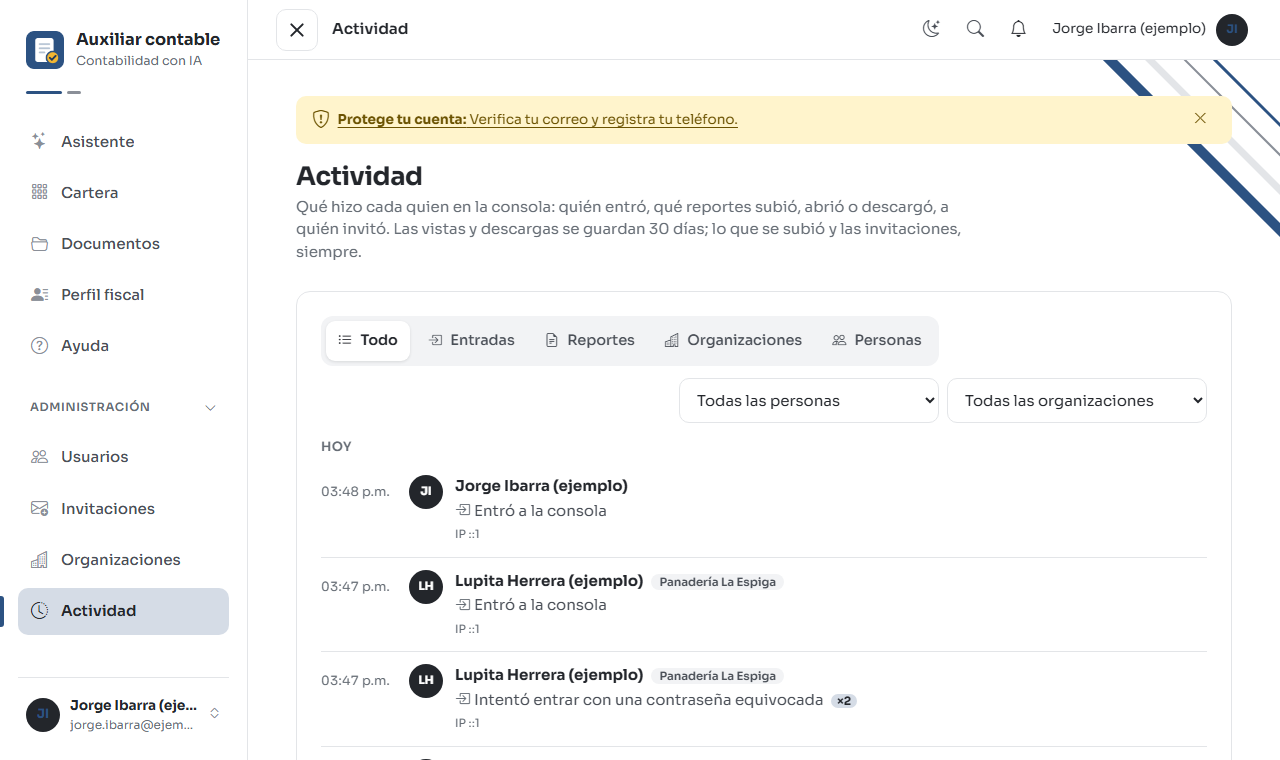 Auxiliar contable
Contabilidad con IA
Asistente
Cartera
Documentos
Perfil fiscal
Ayuda
ADMINISTRACIÓN
Usuarios
Invitaciones
Organizaciones
Actividad
JI
Jorge Ibarra (eje...
jorge.ibarra@ejem...
Actividad
Jorge Ibarra (ejemplo)
JI
Protege tu cuenta: Verifica tu correo y registra tu teléfono.
Actividad
Qué hizo cada quien en la consola: quién entró, qué reportes subió, abrió o descargó, a
quién invitó. Las vistas y descargas se guardan 30 días; lo que se subió y las invitaciones,
siempre.
Todo
Entradas
Reportes
Organizaciones
Personas
Todas las personas
Todas las organizaciones
HOY
03:48 p.m.
JI
Jorge Ibarra (ejemplo)
Entró a la consola
IP ::1
03:47 p.m.
LH
Lupita Herrera (ejemplo) Panadería La Espiga
Entró a la consola
IP ::1
03:47 p.m.
LH
Lupita Herrera (ejemplo) Panadería La Espiga
Intentó entrar con una contraseña equivocada ×2
IP ::1